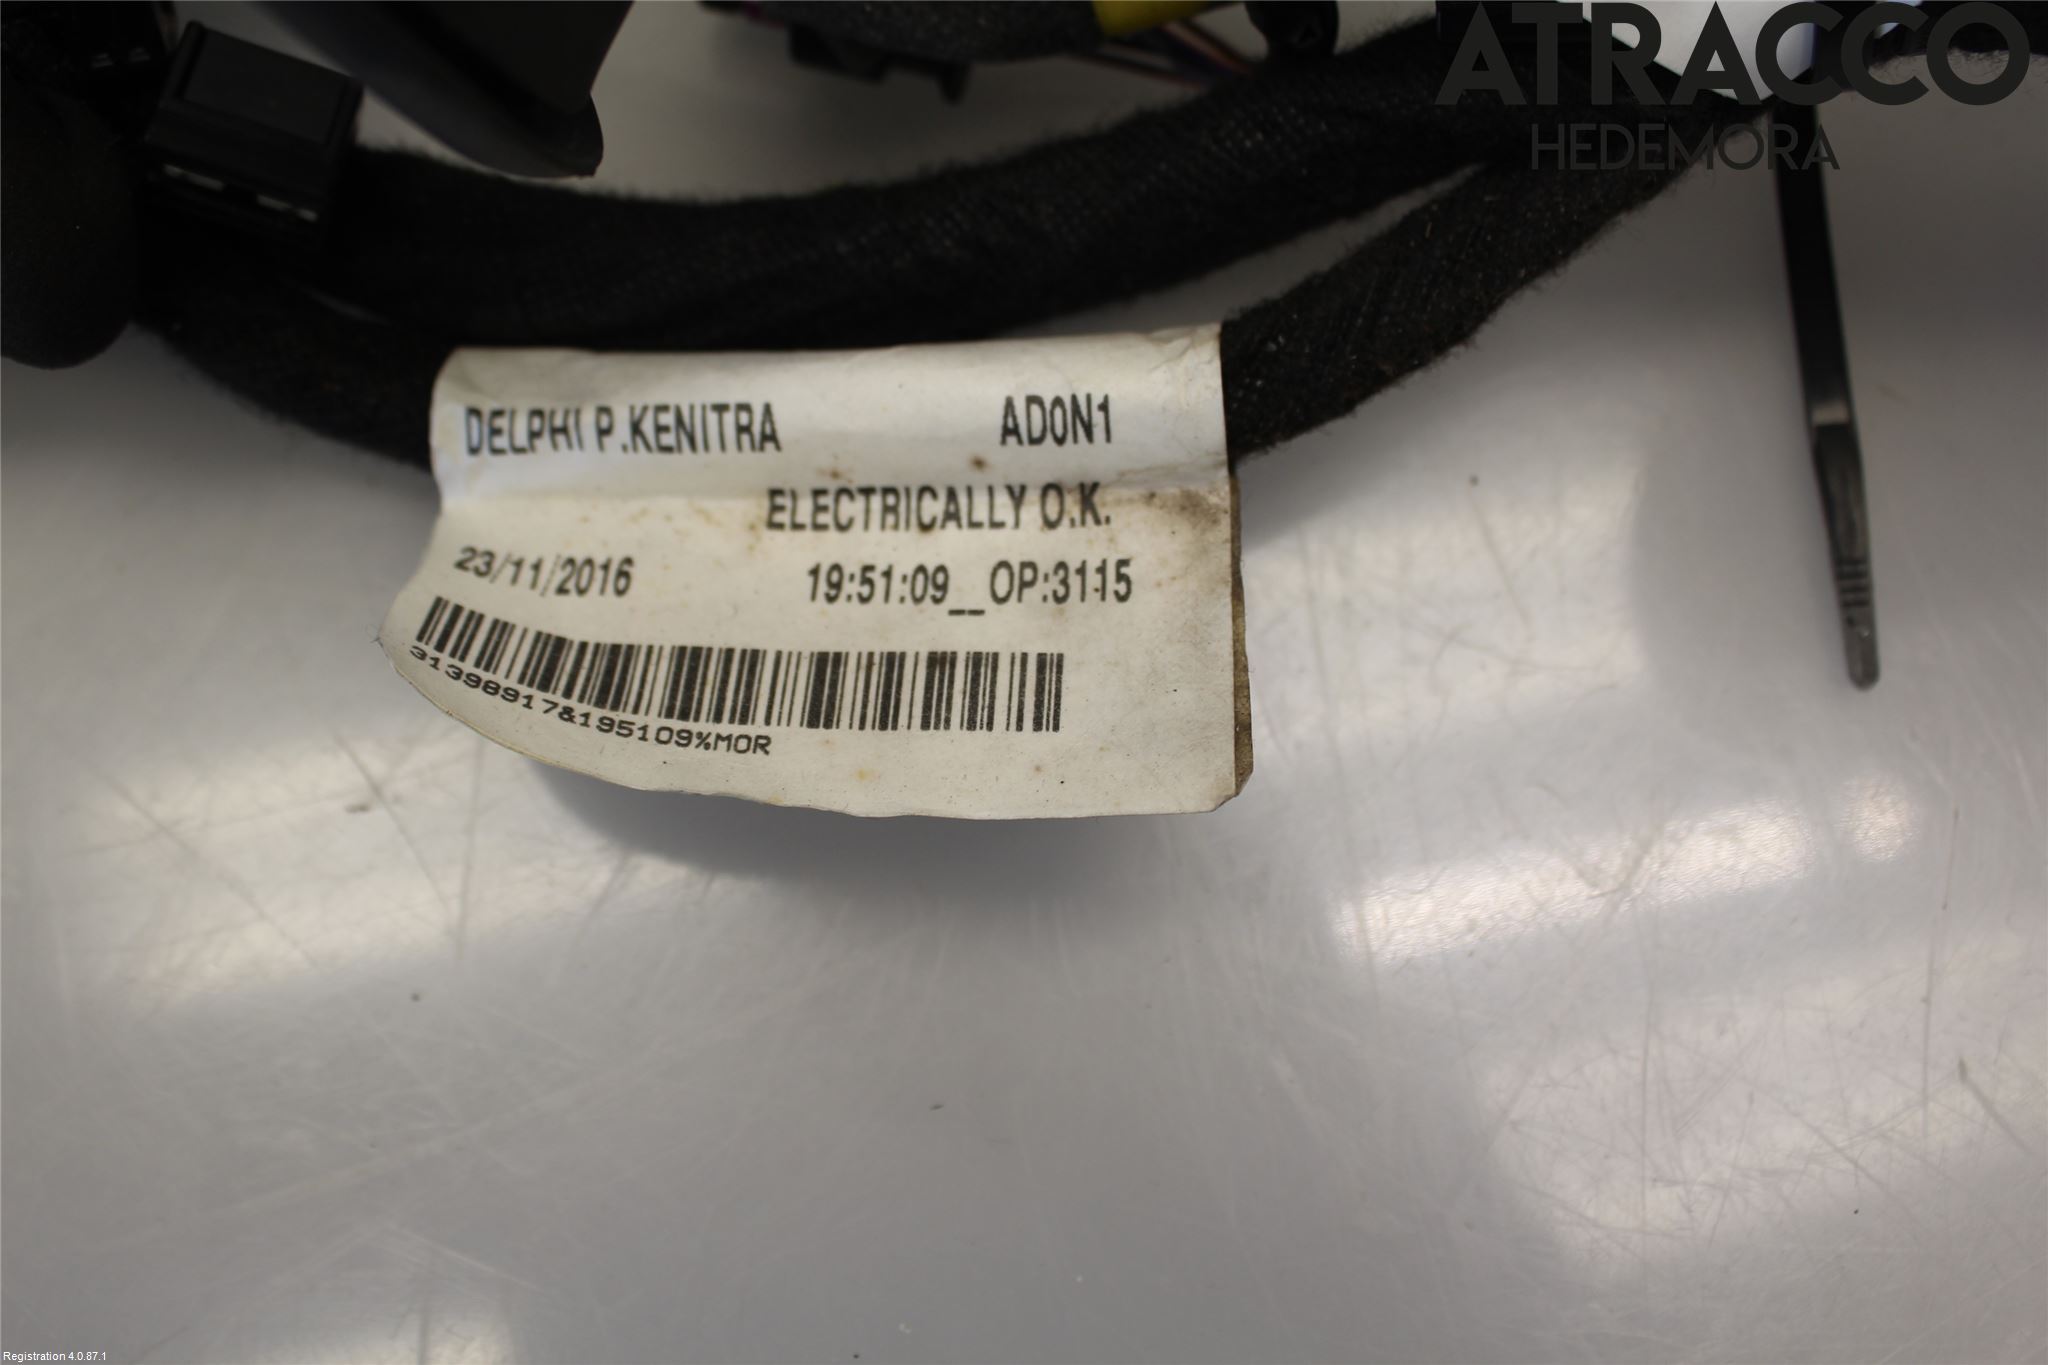 ATRACCO
HEDEMORA
DELPHI P.KENITRA AD0N1
ELECTRICALLY O.K.
23/11/2016 19:51:09__OP:3115
31398917&195109%MOR
Registration 4.0.87.1